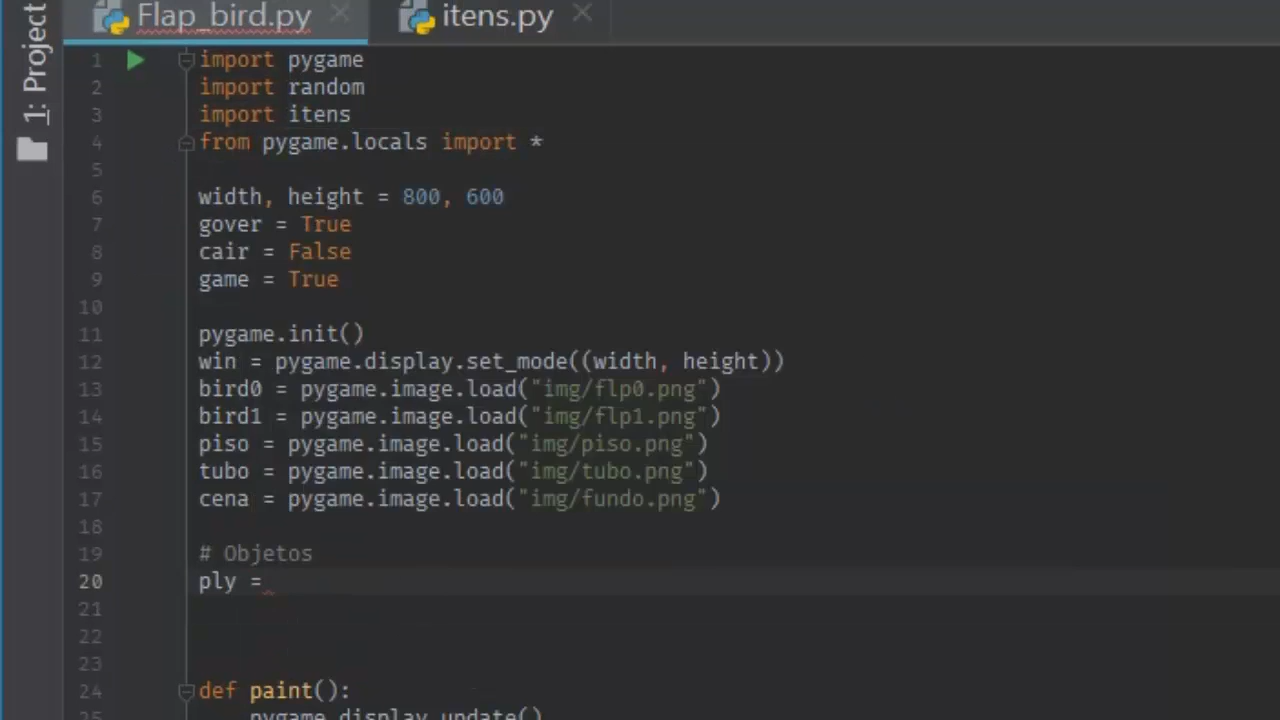 Flap_bird.py
itens.py
1: Project
1 import pygame
2 import random
3 import itens
4 from pygame.locals import *
5
6 width, height = 800, 600
7 gover = True
8 cair = False
9 game = True
10
11 pygame.init()
12 win = pygame.display.set_mode((width, height))
13 bird0 = pygame.image.load("img/flp0.png")
14 bird1 = pygame.image.load("img/flp1.png")
15 piso = pygame.image.load("img/piso.png")
16 tubo = pygame.image.load("img/tubo.png")
17 cena = pygame.image.load("img/fundo.png")
18
19 # Objetos
20 ply =
21
22
23
24 def paint():
25 pygame.display.update()